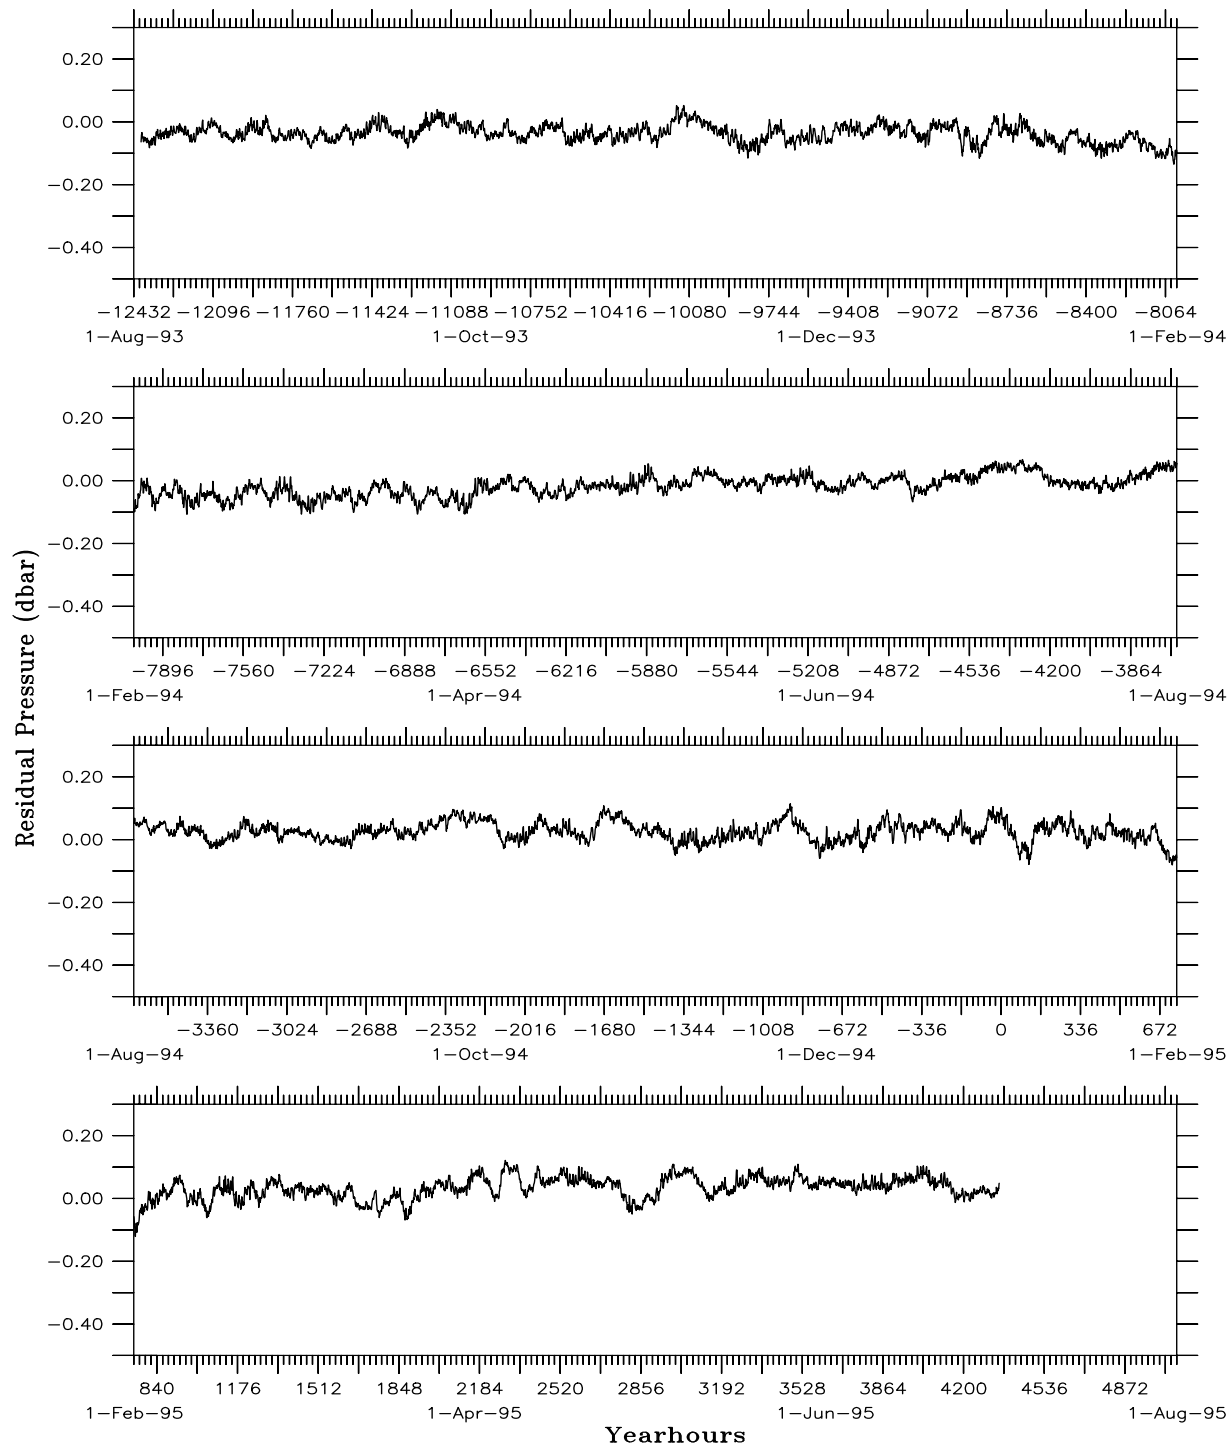 0.20
0.00
−0.20
−0.40
−12432 −12096 −11760 −11424 −11088 −10752 −10416 −10080 −9744 −9408 −9072 −8736 −8400 −8064
1−Aug−93 1−Oct−93 1−Dec−93 1−Feb−94
0.20
0.00
−0.20
−0.40
−7896 −7560 −7224 −6888 −6552 −6216 −5880 −5544 −5208 −4872 −4536 −4200 −3864
1−Feb−94 1−Apr−94 1−Jun−94 1−Aug−94
Residual Pressure (dbar)
0.20
0.00
−0.20
−0.40
−3360 −3024 −2688 −2352 −2016 −1680 −1344 −1008 −672 −336 0 336 672
1−Aug−94 1−Oct−94 1−Dec−94 1−Feb−95
0.20
0.00
−0.20
−0.40
840 1176 1512 1848 2184 2520 2856 3192 3528 3864 4200 4536 4872
1−Feb−95 1−Apr−95 1−Jun−95 1−Aug−95
Yearhours